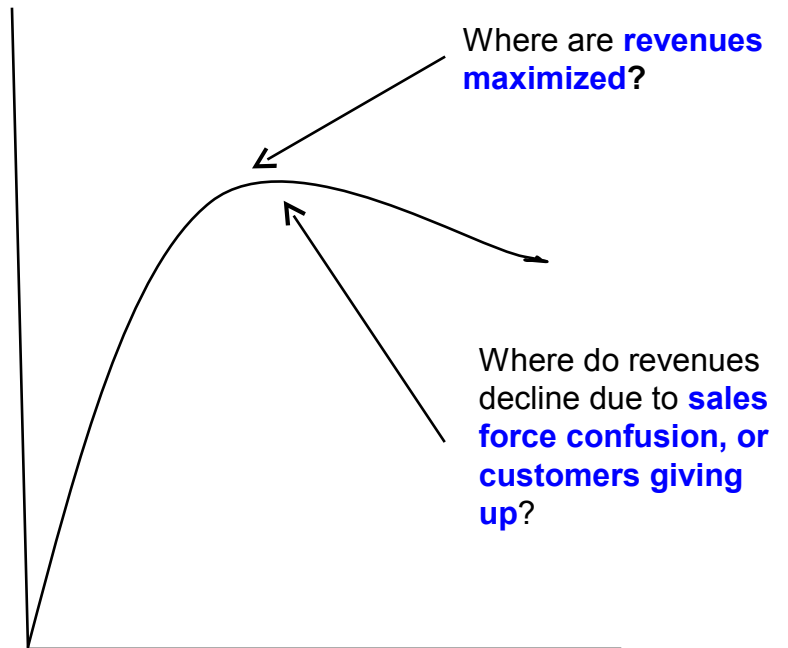 Where are revenues
maximized?
Where do revenues
decline due to sales
force confusion, or
customers giving
up?